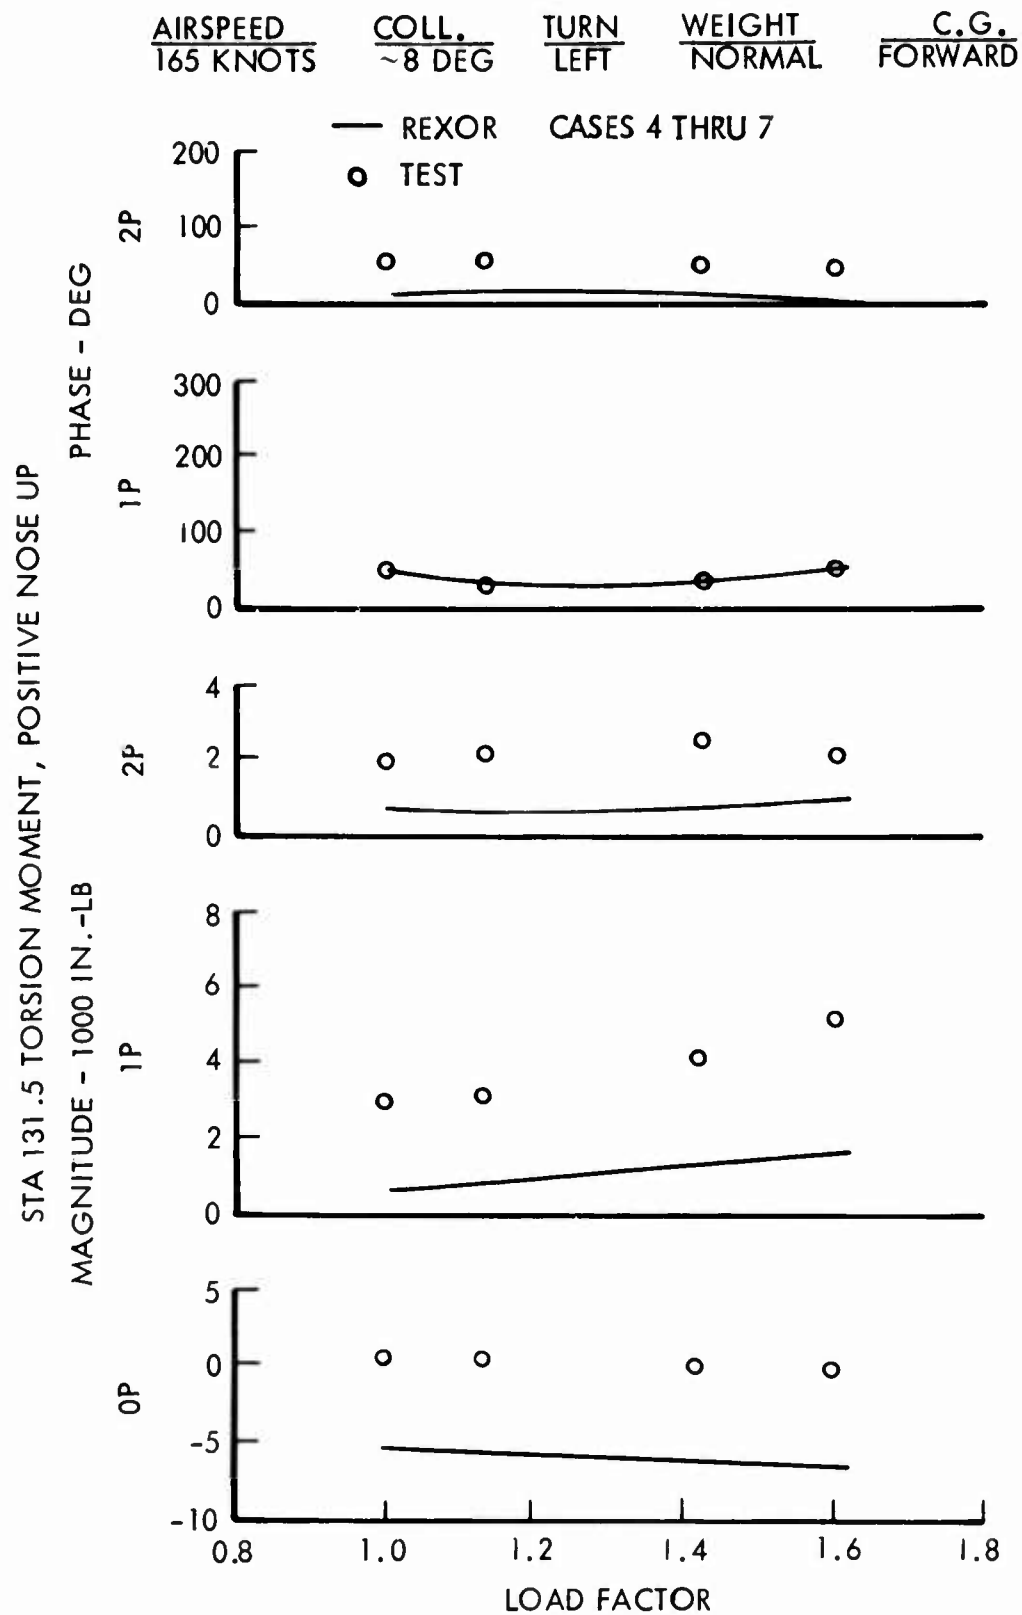 AIRSPEED COLL. TURN WEIGHT C.G.
165 KNOTS ~8 DEG LEFT NORMAL FORWARD
REXOR CASES 4 THRU 7
TEST
STA 131.5 TORSION MOMENT, POSITIVE NOSE UP
PHASE - DEG
2P
200
100
0
1P
300
200
100
0
MAGNITUDE - 1000 IN.-LB
2P
4
2
0
1P
8
6
4
2
0
0P
5
0
-5
-10
0.8 1.0 1.2 1.4 1.6 1.8
LOAD FACTOR